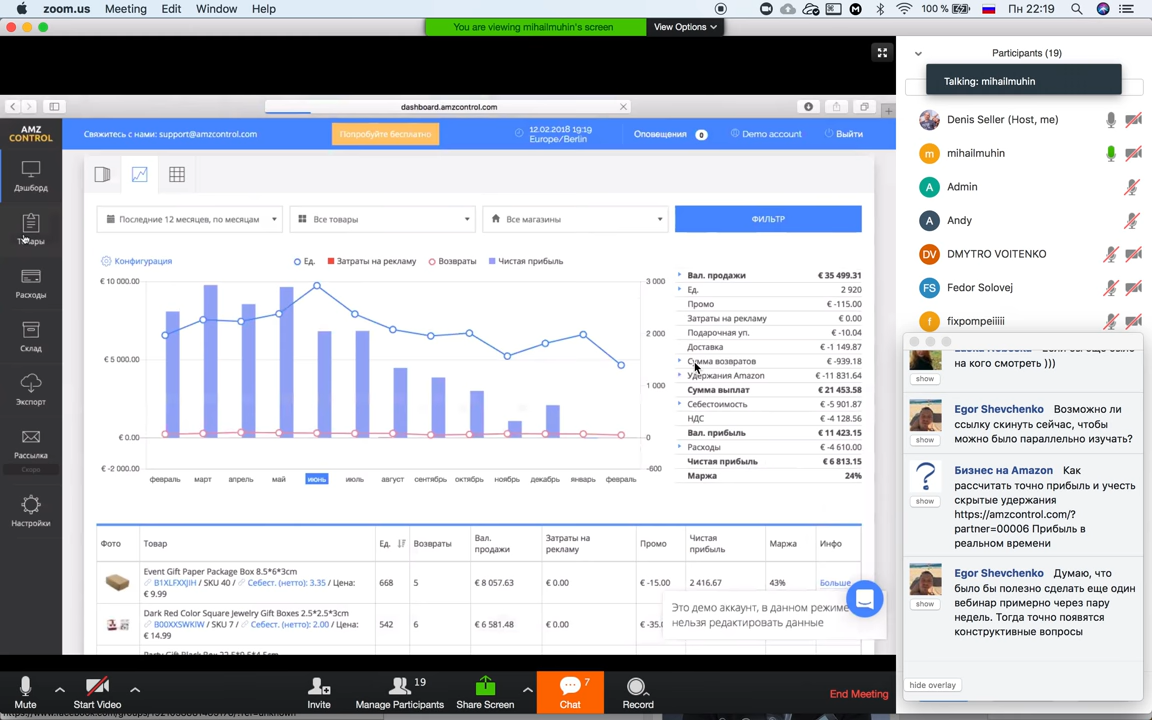 zoom.us Meeting Edit Window Help
100 % Пн 22:19
You are viewing mihailmuhin's screen
View Options
Participants (19)
Talking: mihailmuhin
dashboard.amzcontrol.com
AMZ
CONTROL
Свяжитесь с нами: support@amzcontrol.com
Попробуйте бесплатно
12.02.2018 19:19
Europe/Berlin
Оповещения 0
Demo account
Выйти
Дэшборд
Товары
Расходы
Склад
Экспорт
Рассылка
Скоро
Настройки
Последние 12 месяцев, по месяцам
Все товары
Все магазины
ФИЛЬТР
Конфигурация
Ед. Затраты на рекламу Возвраты Чистая прибыль
€ 10 000.00
€ 5 000.00
€ 0.00
€ -2 000.00
3 000
2 000
1 000
0
-600
февраль март апрель май июнь июль август сентябрь октябрь ноябрь декабрь январь февраль
Вал. продажи € 35 499.31
Ед. 2 920
Промо € -115.00
Затраты на рекламу € 0.00
Подарочная уп. € -10.04
Доставка € -1 149.87
Сумма возвратов € -939.18
Удержания Amazon € -11 831.64
Сумма выплат € 21 453.58
Себестоимость € -5 901.87
НДС € -4 128.56
Вал. прибыль € 11 423.15
Расходы € -4 610.00
Чистая прибыль € 6 813.15
Маржа 24%
Фото Товар Ед. Возвраты Вал. продажи Затраты на рекламу Промо Чистая прибыль Маржа Инфо
Event Gift Paper Package Box 8.5*6*3cm
B1XLFXXJIH / SKU 40 / Себест. (нетто): 3.35 / Цена:
€ 9.99
668 5 € 8 057.63 € 0.00 € -15.00 2 416.67 43% Больше
Dark Red Color Square Jewelry Gift Boxes 2.5*2.5*3cm
B00XXSWKIW / SKU 7 / Себест. (нетто): 2.00 / Цена:
€ 14.99
542 6 € 6 581.48 € 0.00
Это демо аккаунт, в данном режиме
нельзя редактировать данные
Denis Seller (Host, me)
m mihailmuhin
A Admin
A Andy
DV DMYTRO VOITENKO
FS Fedor Solovej
f fixpompeiiiii
на кого смотреть )))
show
Egor Shevchenko Возможно ли
ссылку скинуть сейчас, чтобы
можно было параллельно изучать?
show
Бизнес на Amazon Как
рассчитать точно прибыль и учесть
скрытые удержания
https://amzcontrol.com/?
partner=00006 Прибыль в
реальном времени
show
Egor Shevchenko Думаю, что
было бы полезно сделать еще один
вебинар примерно через пару
недель. Тогда точно появятся
конструктивные вопросы
show
hide overlay
Mute
Start Video
Invite
19
Manage Participants
Share Screen
7
Chat
Record
End Meeting